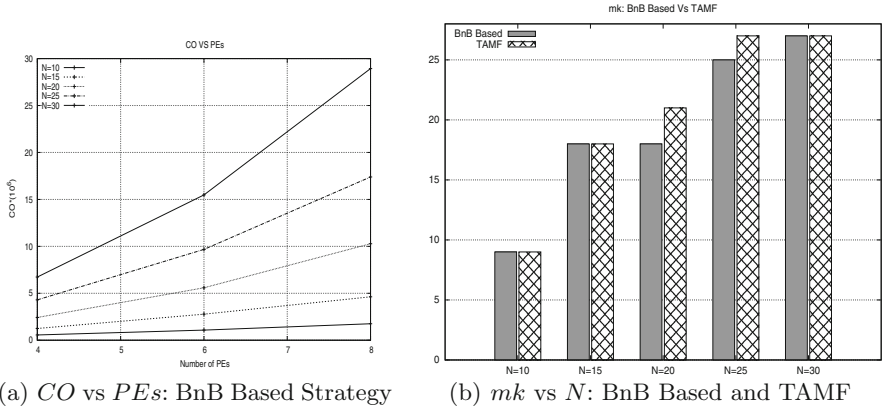 CO VS PEs
30
25
20
15
10
5
0
CO*(10⁶)
N=10
N=15
N=20
N=25
N=30
4 5 6 7 8
Number of PEs
mk: BnB Based Vs TAMF
BnB Based
TAMF
25
20
15
10
5
0
N=10 N=15 N=20 N=25 N=30
(a) CO vs PEs: BnB Based Strategy
(b) mk vs N: BnB Based and TAMF